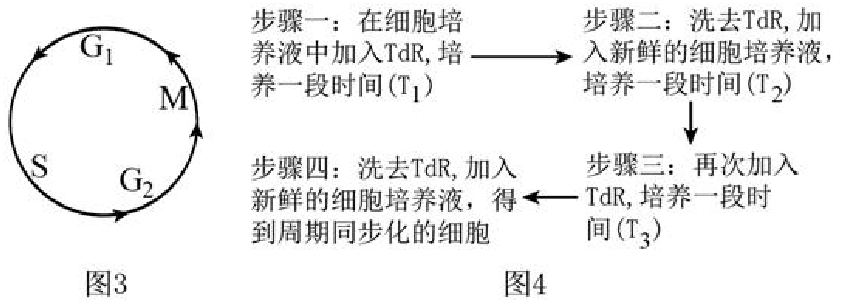 G₁
M
S
G₂
图3
步骤一：在细胞培
养液中加入TdR,培
养一段时间(T₁)
步骤二：洗去TdR,加
入新鲜的细胞培养液，
培养一段时间(T₂)
步骤三：再次加入
TdR,培养一段时
间(T₃)
步骤四：洗去TdR,加入
新鲜的细胞培养液，得
到周期同步化的细胞
图4